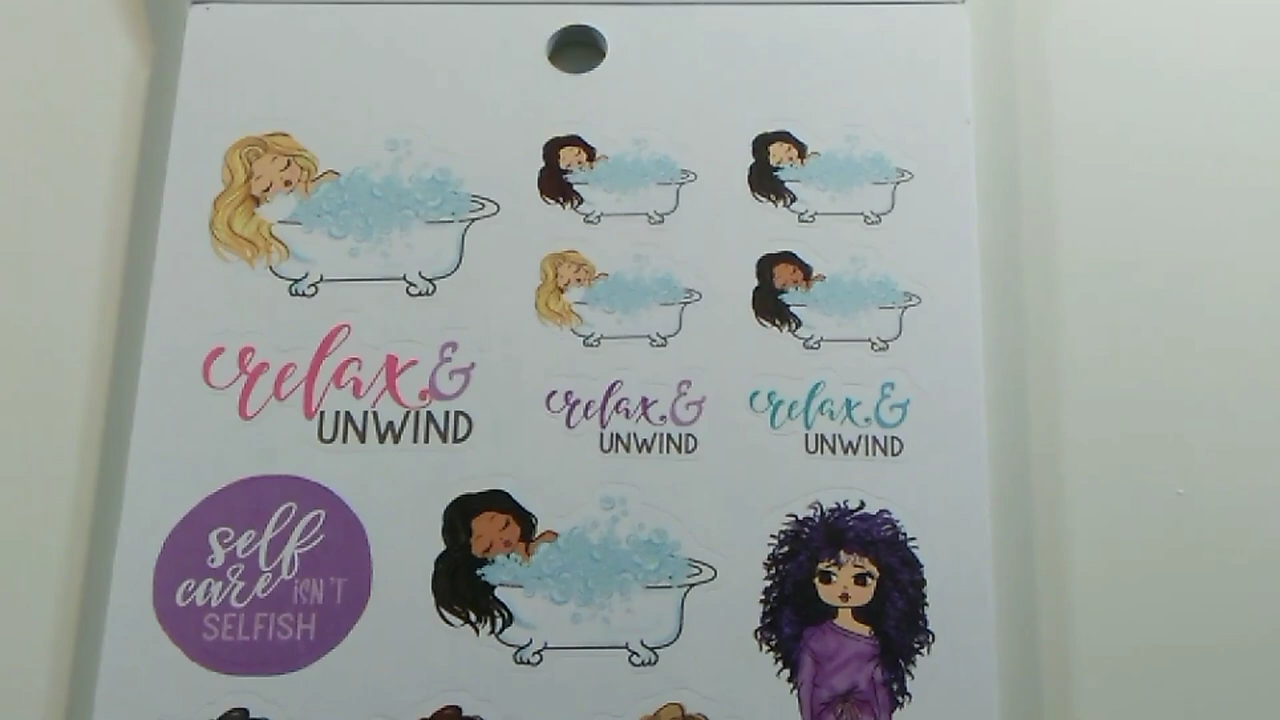 relax &
UNWIND
relax &
UNWIND
relax &
UNWIND
self
care ISN'T
SELFISH